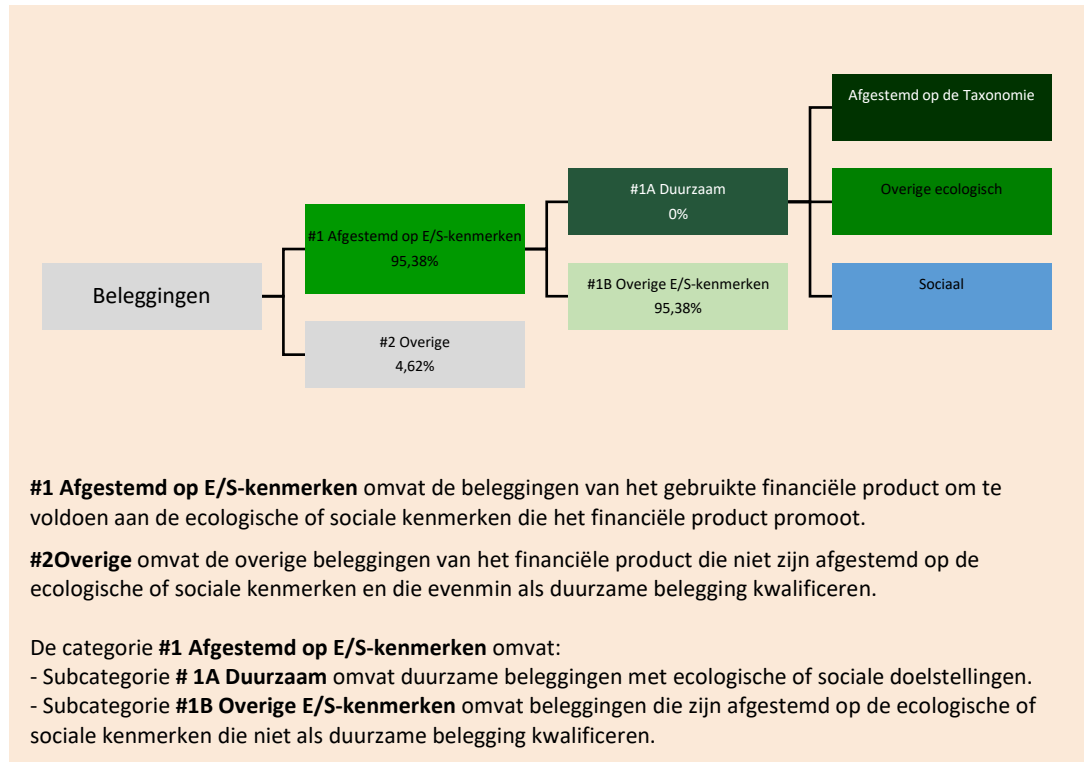 Afgestemd op de Taxonomie
#1A Duurzaam
0%
Overige ecologisch
#1 Afgestemd op E/S-kenmerken
95,38%
Beleggingen
#1B Overige E/S-kenmerken
95,38%
Sociaal
#2 Overige
4,62%
#1 Afgestemd op E/S-kenmerken omvat de beleggingen van het gebruikte financiële product om te
voldoen aan de ecologische of sociale kenmerken die het financiële product promoot.
#2Overige omvat de overige beleggingen van het financiële product die niet zijn afgestemd op de
ecologische of sociale kenmerken en die evenmin als duurzame belegging kwalificeren.
De categorie #1 Afgestemd op E/S-kenmerken omvat:
- Subcategorie # 1A Duurzaam omvat duurzame beleggingen met ecologische of sociale doelstellingen.
- Subcategorie #1B Overige E/S-kenmerken omvat beleggingen die zijn afgestemd op de ecologische of
sociale kenmerken die niet als duurzame belegging kwalificeren.